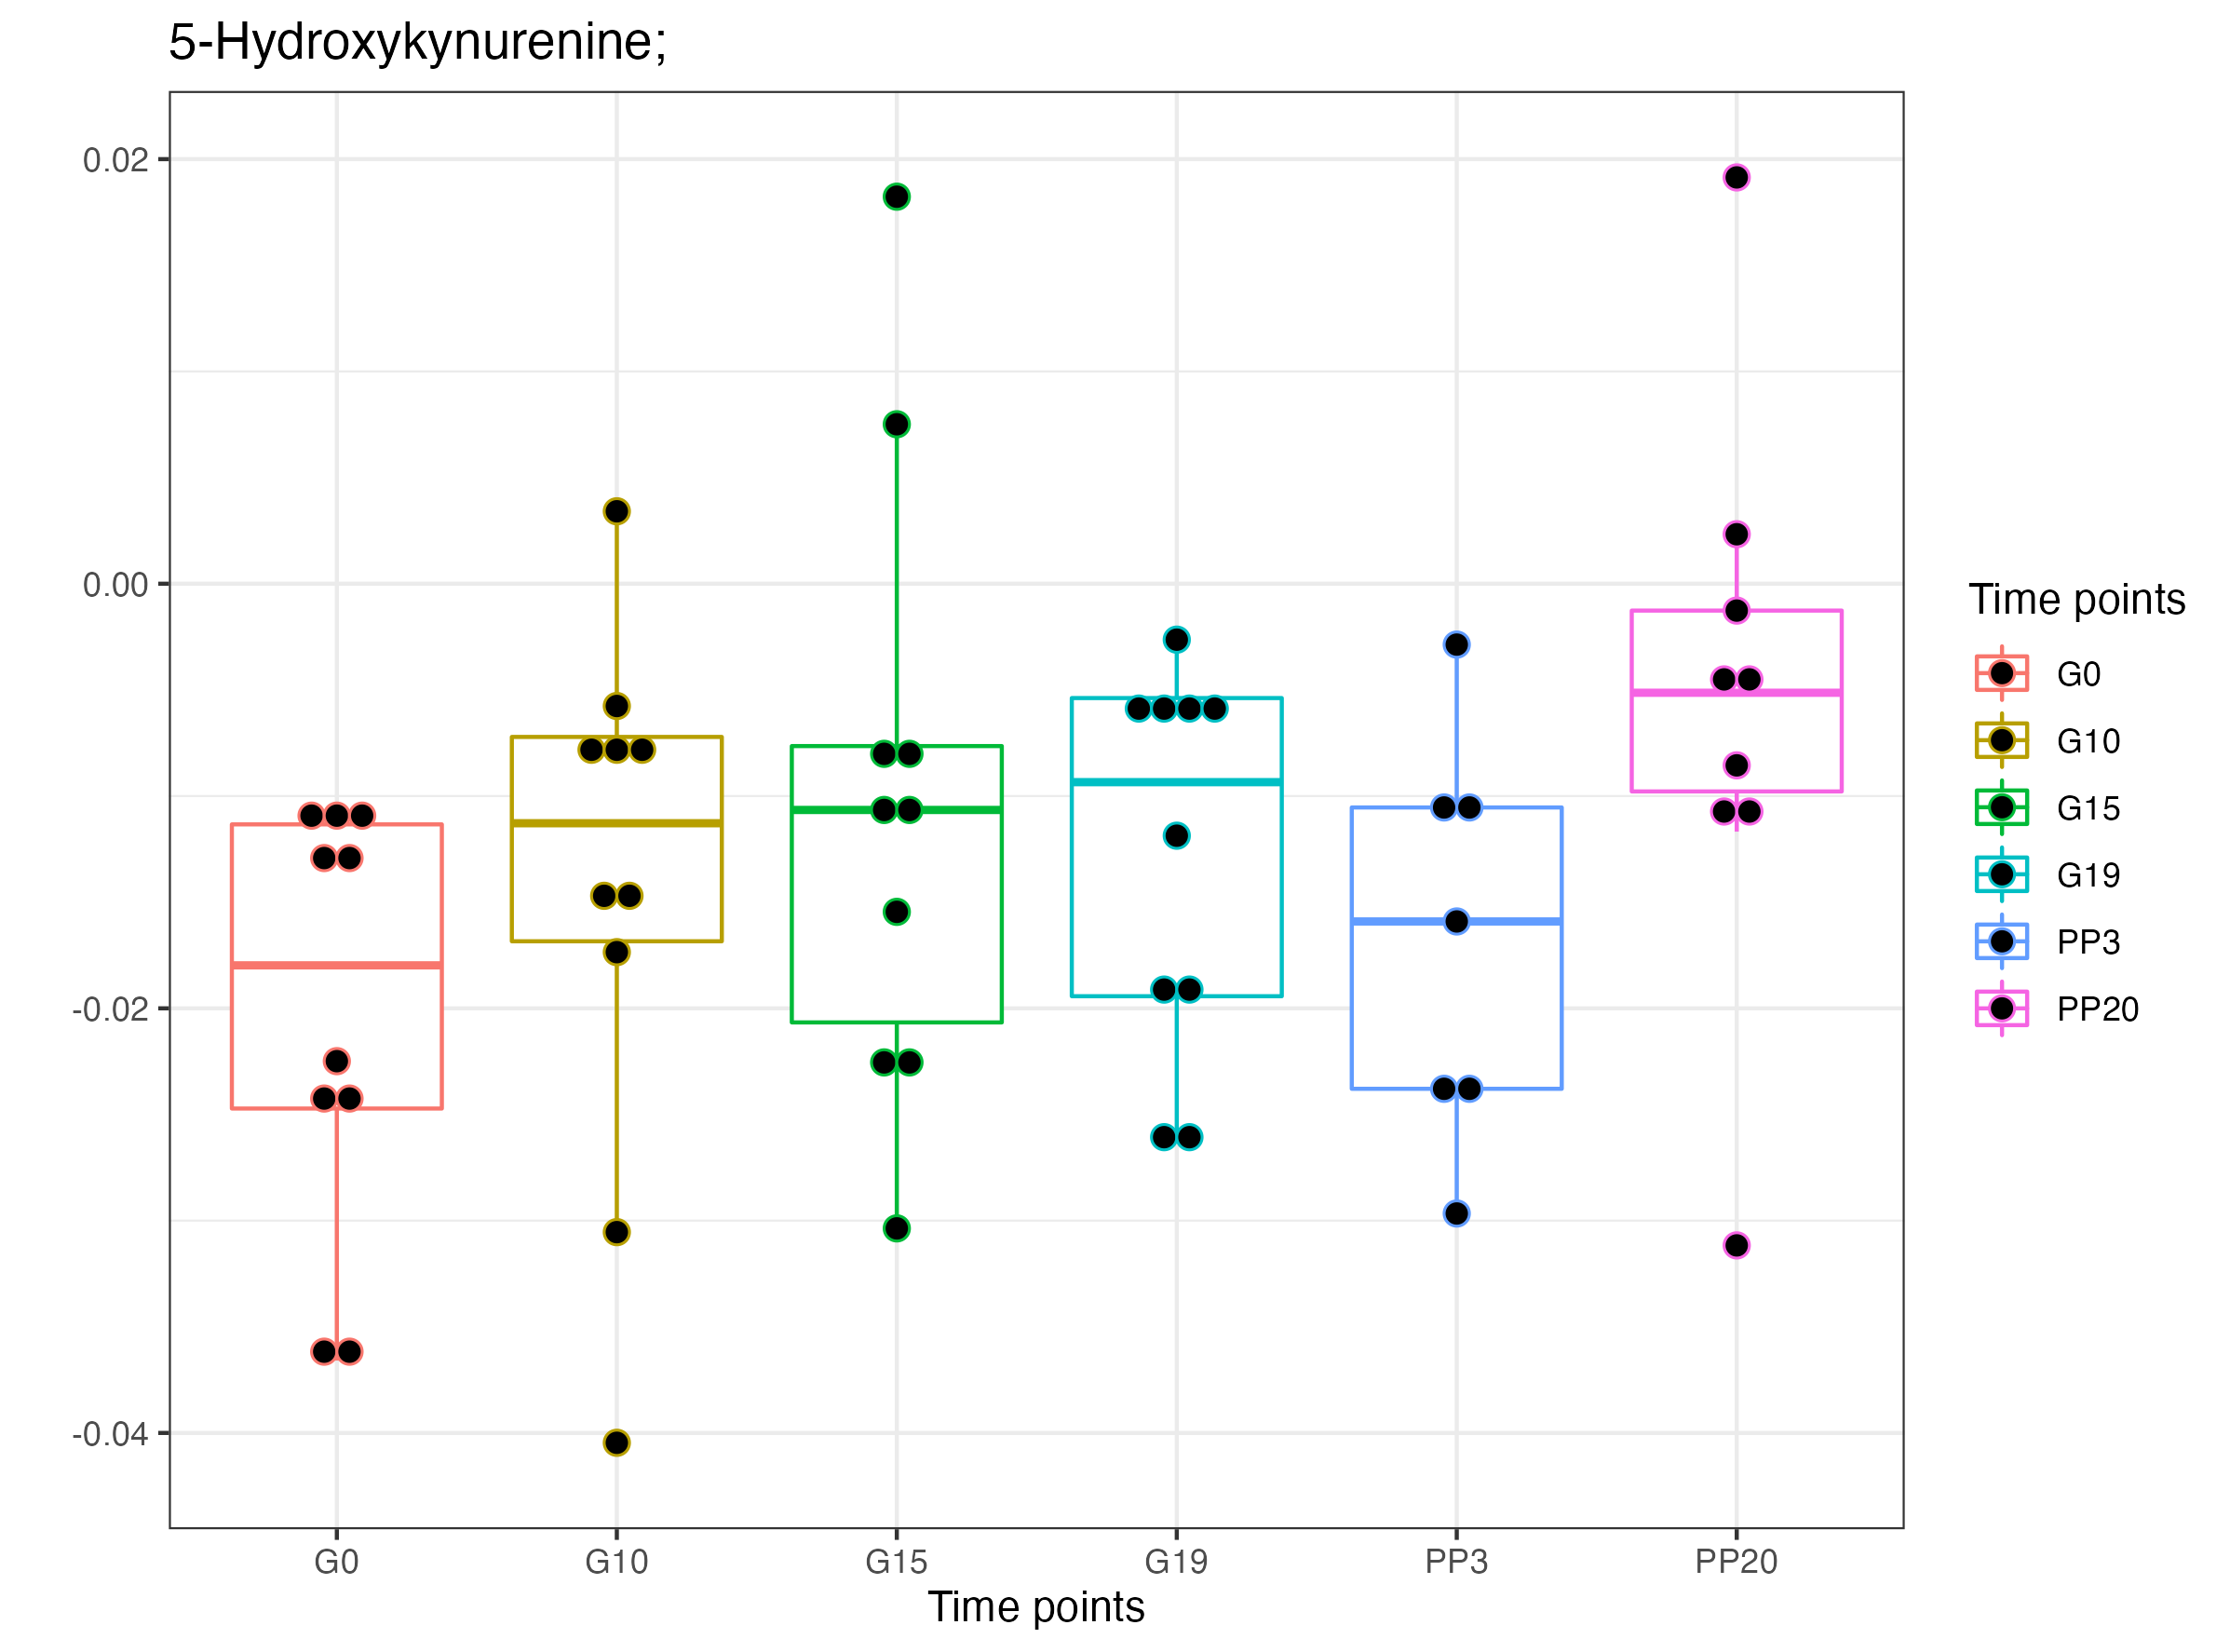 5-Hydroxykynurenine;
0.02
0.00
-0.02
-0.04
G0 G10 G15 G19 PP3 PP20
Time points
Time points
G0
G10
G15
G19
PP3
PP20